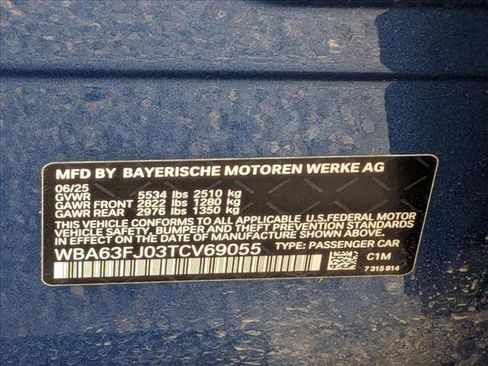 MFD BY BAYERISCHE MOTOREN WERKE AG
06/25
GVWR 5534 lbs 2510 kg
GAWR FRONT 2822 lbs 1280 kg
GAWR REAR 2976 lbs 1350 kg
THIS VEHICLE CONFORMS TO ALL APPLICABLE U.S.FEDERAL MOTOR
VEHICLE SAFETY, BUMPER AND THEFT PREVENTION STANDARDS
IN EFFECT ON THE DATE OF MANUFACTURE SHOWN ABOVE.
WBA63FJ03TCV69055 TYPE: PASSENGER CAR
C1M
7 315 814